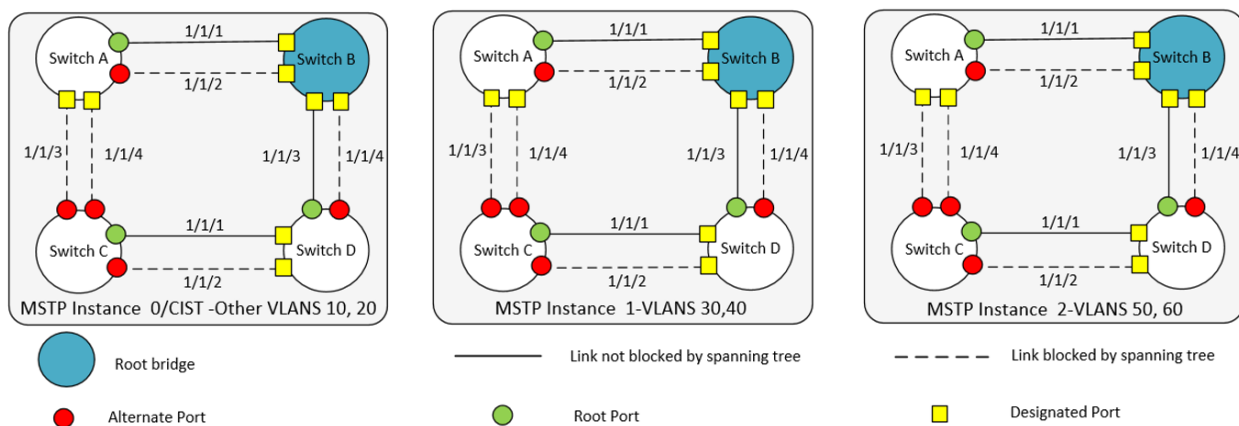 1/1/1
Switch A
Switch B
1/1/2
1/1/3
1/1/4
1/1/3
1/1/4
1/1/1
Switch C
Switch D
1/1/2
MSTP Instance 0/CIST -Other VLANS 10, 20
1/1/1
Switch A
Switch B
1/1/2
1/1/3
1/1/4
1/1/3
1/1/4
1/1/1
Switch C
Switch D
1/1/2
MSTP Instance 1-VLANS 30,40
1/1/1
Switch A
Switch B
1/1/2
1/1/3
1/1/4
1/1/3
1/1/4
1/1/1
Switch C
Switch D
1/1/2
MSTP Instance 2-VLANS 50, 60
Root bridge
Link not blocked by spanning tree
Link blocked by spanning tree
Alternate Port
Root Port
Designated Port